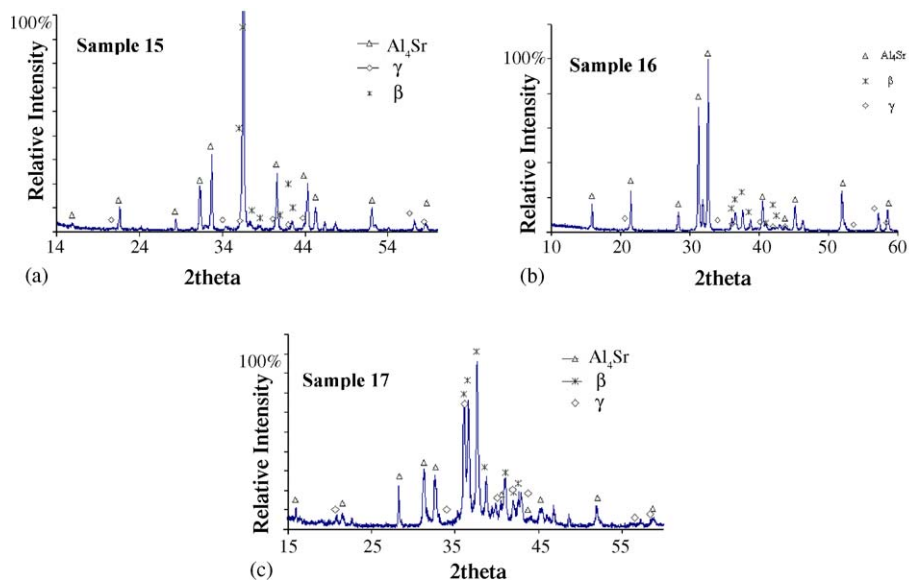 100%
Sample 15
Al₄Sr
γ
β
Relative Intensity
14 24 34 44 54
2theta
(a)
100%
Sample 16
Al₄Sr
β
γ
Relative Intensity
10 20 30 40 50 60
2theta
(b)
100%
Sample 17
Al₄Sr
β
γ
Relative Intensity
15 25 35 45 55
2theta
(c)